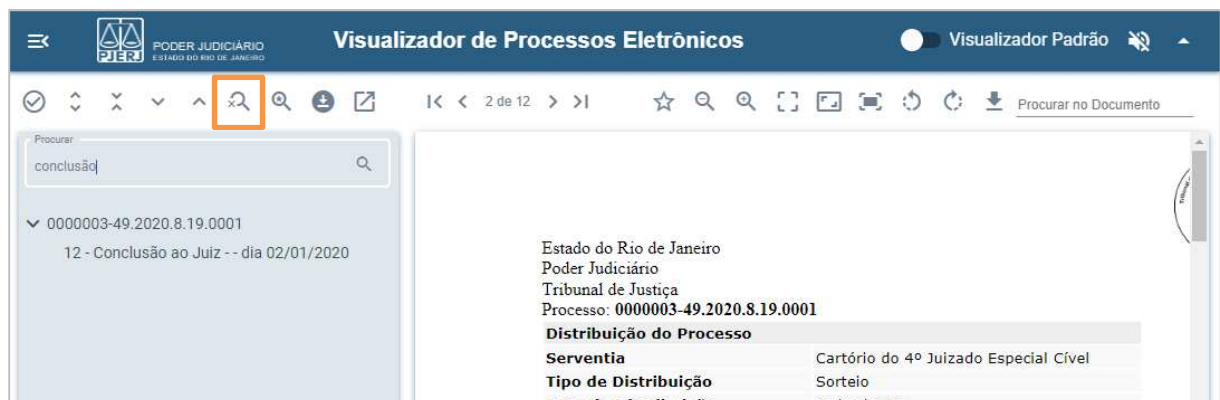 PJERJ
PODER JUDICIÁRIO
ESTADO DO RIO DE JANEIRO
Visualizador de Processos Eletrônicos
Visualizador Padrão
2 de 12
Procurar no Documento
Procurar
conclusão
0000003-49.2020.8.19.0001
12 - Conclusão ao Juiz - - dia 02/01/2020
Estado do Rio de Janeiro
Poder Judiciário
Tribunal de Justiça
Processo: 0000003-49.2020.8.19.0001
Distribuição do Processo
Serventia Cartório do 4º Juizado Especial Cível
Tipo de Distribuição Sorteio